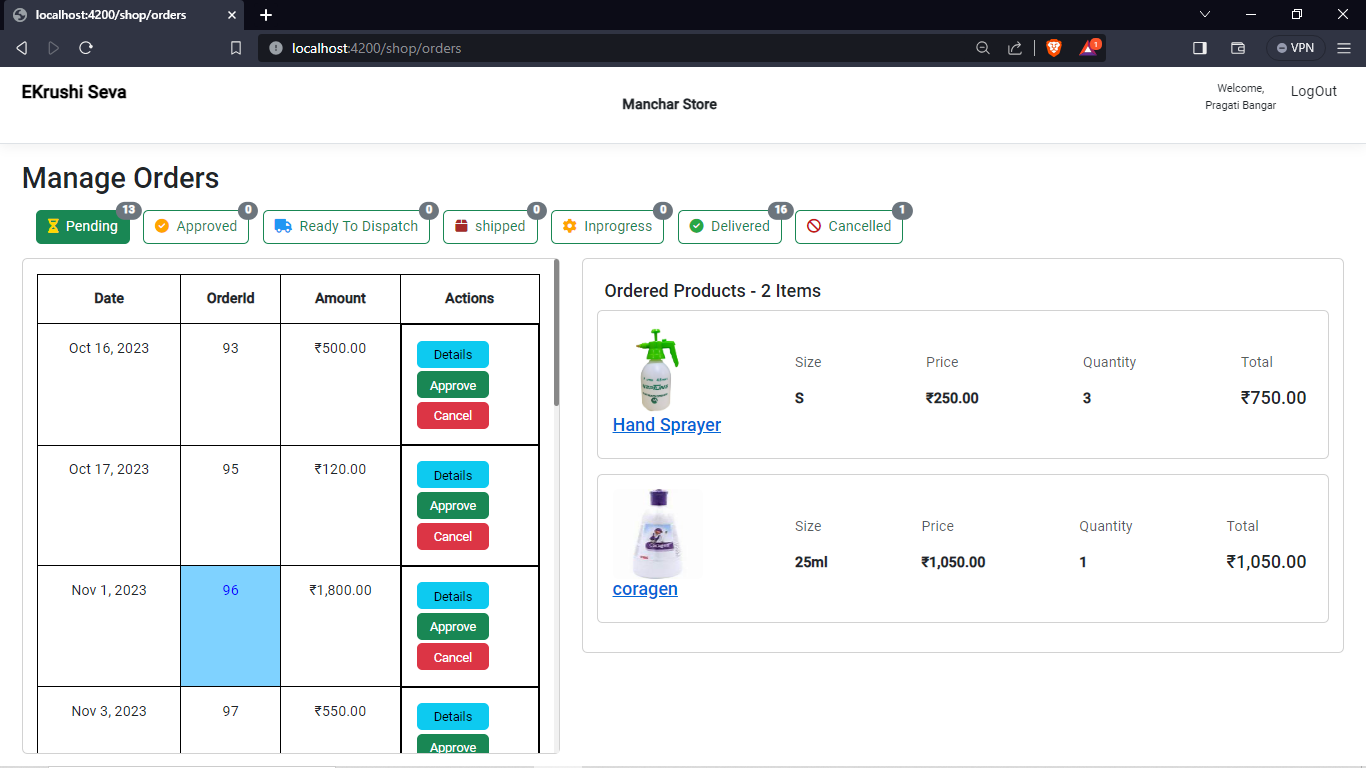 localhost:4200/shop/orders
localhost:4200/shop/orders
1
VPN
EKrushi Seva
Manchar Store
Welcome,
Pragati Bangar
LogOut
Manage Orders
Pending 13
Approved 0
Ready To Dispatch 0
shipped 0
Inprogress 0
Delivered 16
Cancelled 1
Date OrderId Amount Actions
Oct 16, 2023 93 ₹500.00 Details
Approve
Cancel
Oct 17, 2023 95 ₹120.00 Details
Approve
Cancel
Nov 1, 2023 96 ₹1,800.00 Details
Approve
Cancel
Nov 3, 2023 97 ₹550.00 Details
Approve
Ordered Products - 2 Items
Size Price Quantity Total
S ₹250.00 3 ₹750.00
Hand Sprayer
Size Price Quantity Total
25ml ₹1,050.00 1 ₹1,050.00
coragen